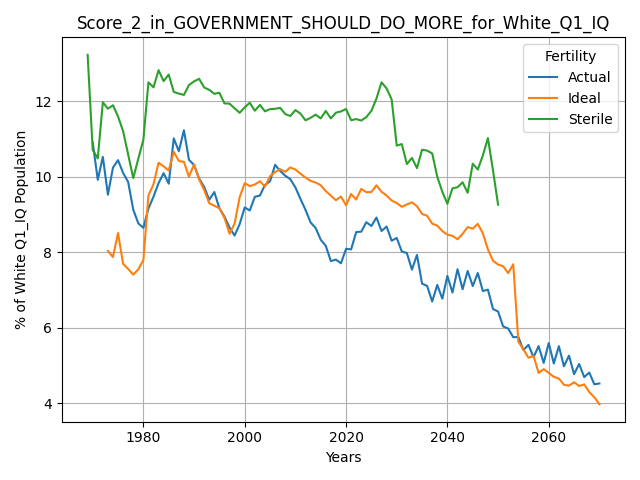 Score_2_in_GOVERNMENT_SHOULD_DO_MORE_for_White_Q1_IQ
Fertility
Actual
Ideal
Sterile
% of White Q1_IQ Population
12
10
8
6
4
1980 2000 2020 2040 2060
Years